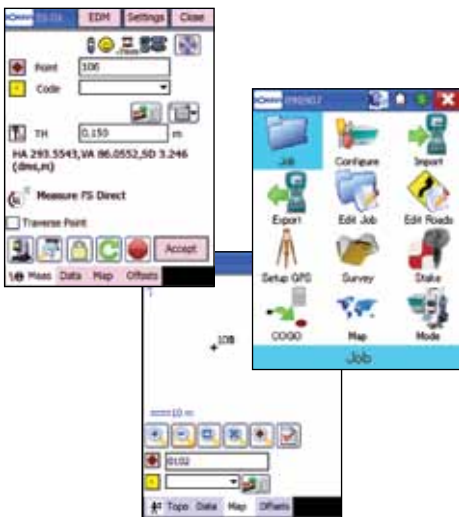 EDM Settings Close
Point 106
Code
TH 0.150 m
HA 293.5543,VA 86.0552,SD 3.246
(dms,m)
Measure FS Direct
Traverse Point
Accept
Meas Data Map Offsets
Job Configure Import
Export Edit Job Edit Roads
Setup GPS Survey Stake
COGO Map Mode
Job
10 m
0102
Topo Data Map Offsets